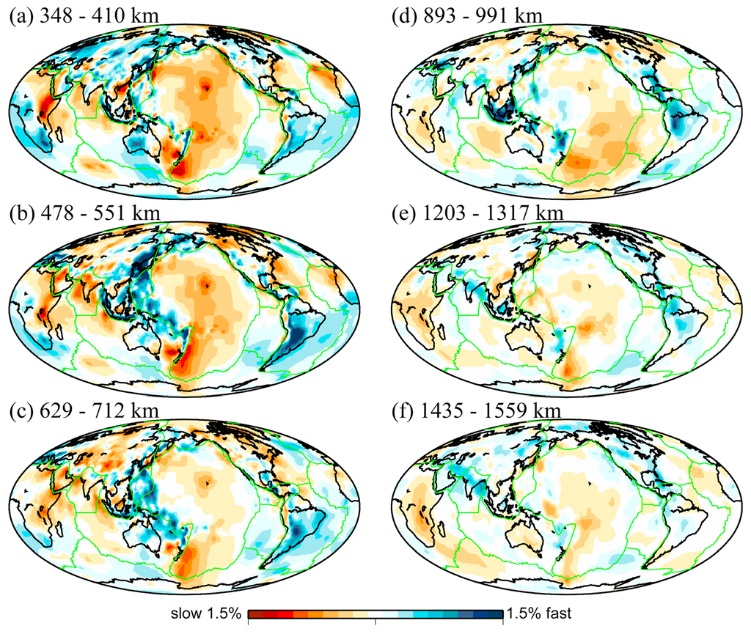 (a) 348 - 410 km
(d) 893 - 991 km
(b) 478 - 551 km
(e) 1203 - 1317 km
(c) 629 - 712 km
(f) 1435 - 1559 km
slow 1.5% 1.5% fast